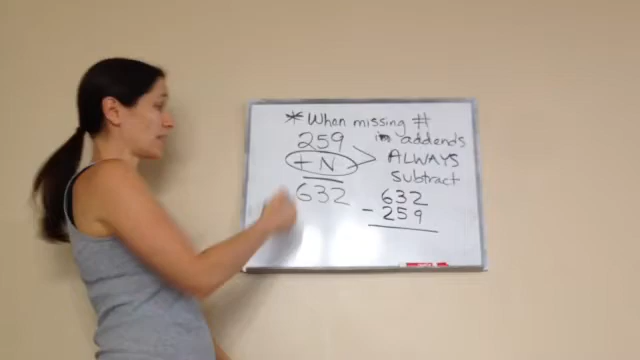 * When missing #
in addends
ALWAYS
subtract
259
+ N
632
632
- 259